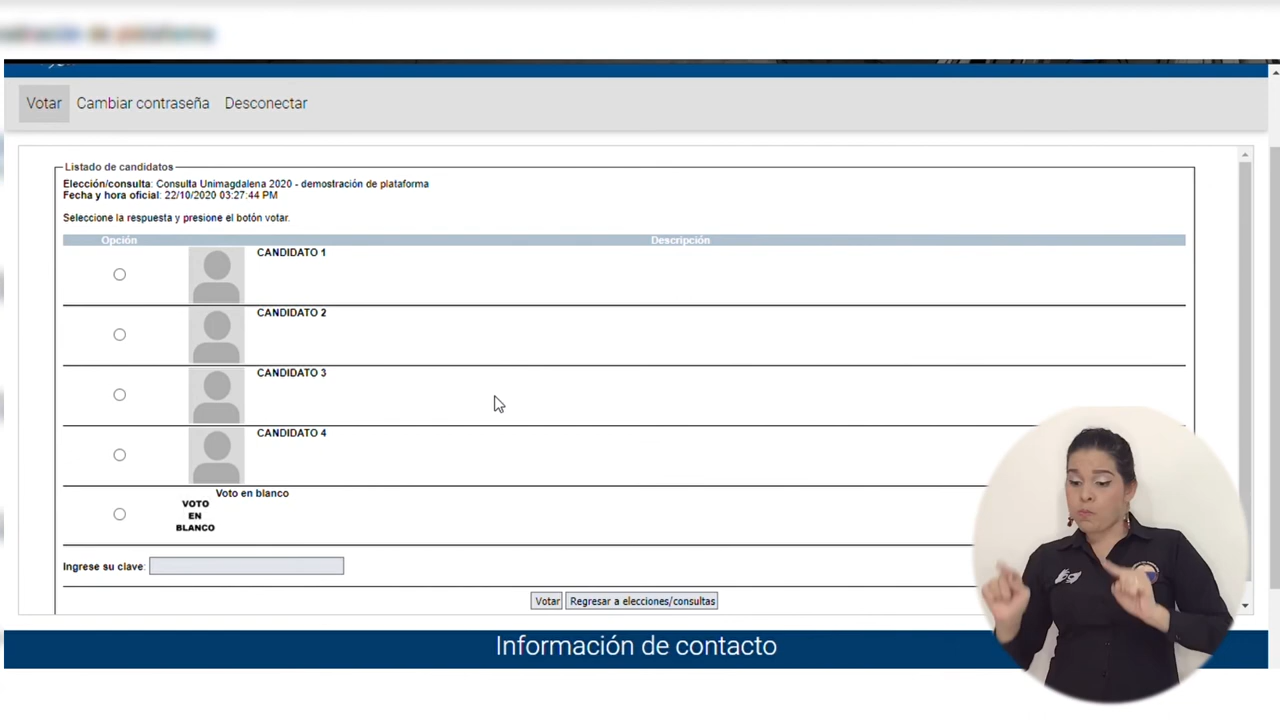 Votar Cambiar contraseña Desconectar
Listado de candidatos
Elección/consulta: Consulta Unimagdalena 2020 - demostración de plataforma
Fecha y hora oficial: 22/10/2020 03:27:44 PM
Seleccione la respuesta y presione el botón votar.
Opción Descripción
CANDIDATO 1
CANDIDATO 2
CANDIDATO 3
CANDIDATO 4
Voto en blanco
VOTO
EN
BLANCO
Ingrese su clave:
Votar Regresar a elecciones/consultas
Información de contacto